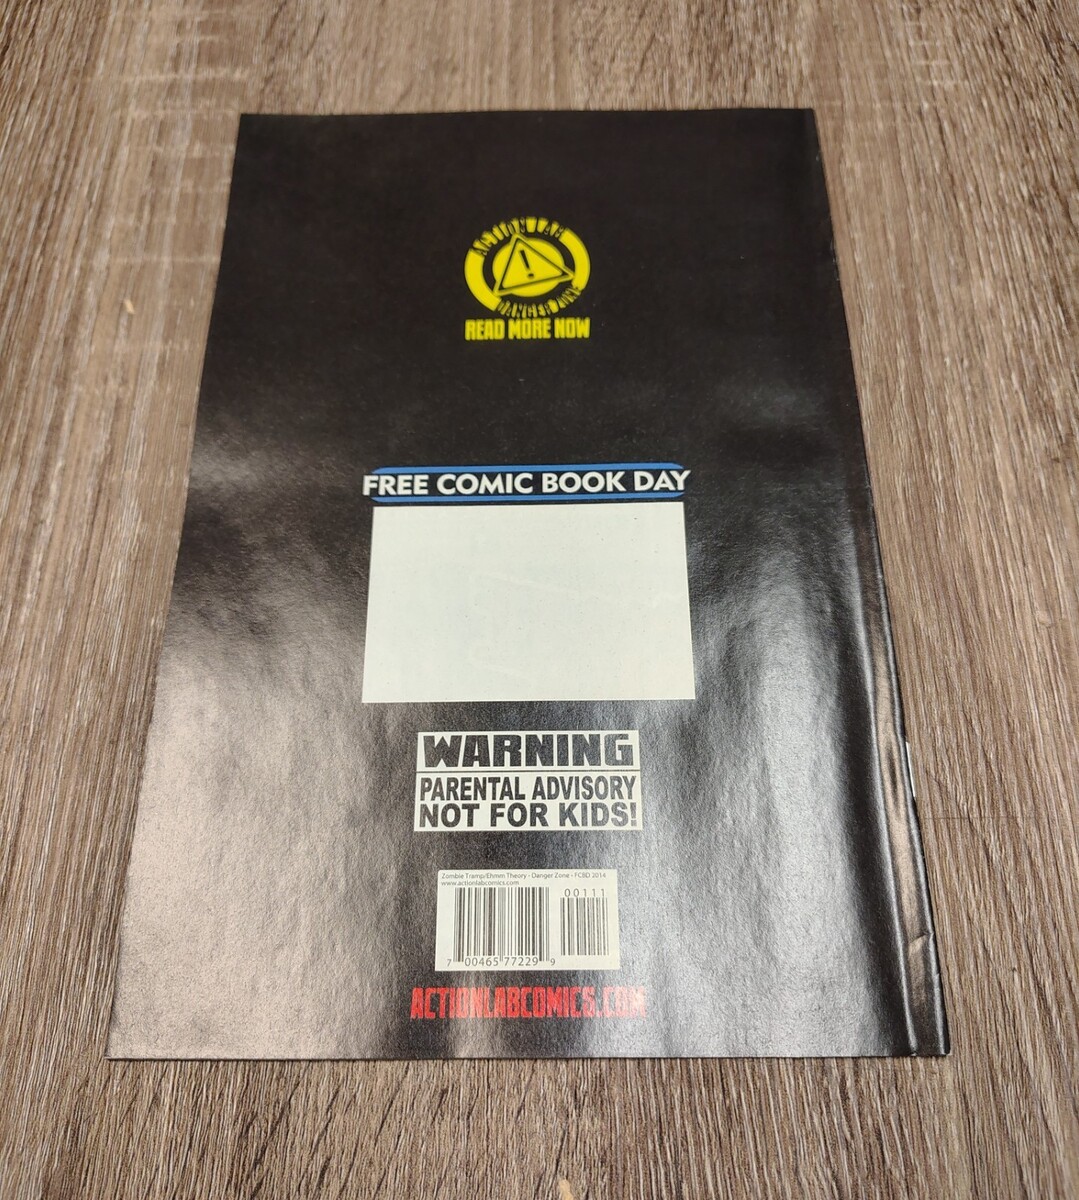 ACTION LAB
DANGER ZONE
READ MORE NOW
FREE COMIC BOOK DAY
WARNING
PARENTAL ADVISORY
NOT FOR KIDS!
Zombie Tramp/Ehmm Theory - Danger Zone - FCBD 2014
www.actionlabcomics.com
00111
7 00465 77229 9
ACTIONLABCOMICS.COM